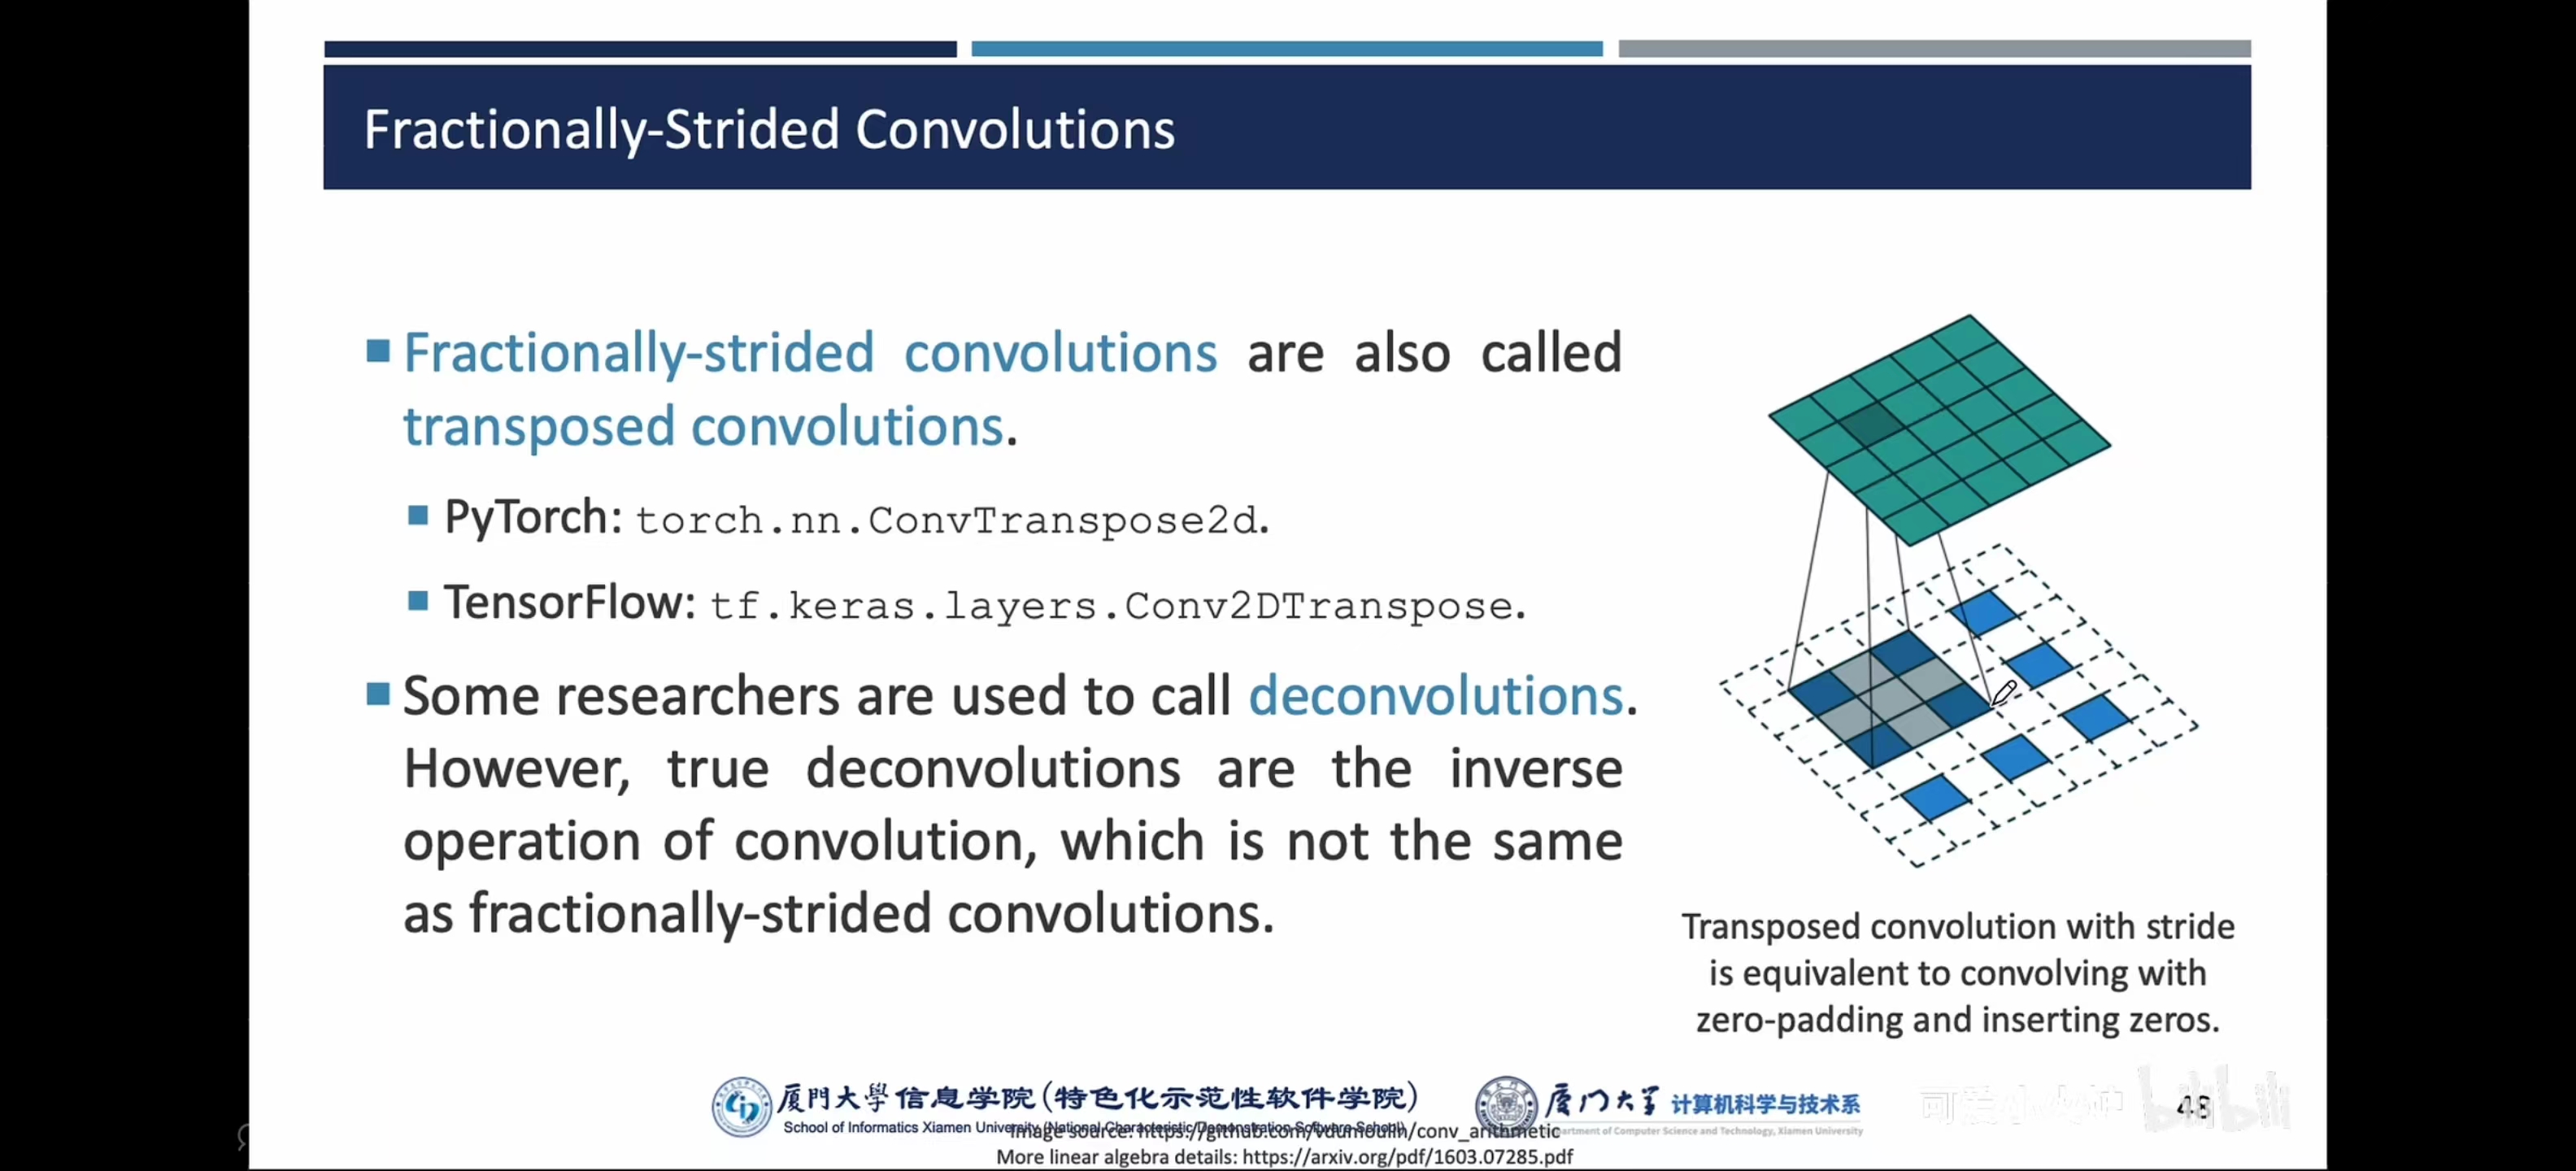 Fractionally-Strided Convolutions
Fractionally-strided convolutions are also called
transposed convolutions.
PyTorch: torch.nn.ConvTranspose2d.
TensorFlow: tf.keras.layers.Conv2DTranspose.
Some researchers are used to call deconvolutions.
However, true deconvolutions are the inverse
operation of convolution, which is not the same
as fractionally-strided convolutions.
Transposed convolution with stride
is equivalent to convolving with
zero-padding and inserting zeros.
厦門大學信息学院(特色化示范性软件学院)
School of Informatics Xiamen University (National Characteristic Demonstration Software School)
厦门大学 计算机科学与技术系
Department of Computer Science and Technology, Xiamen University
bilibili
48
Image source: https://github.com/vdumoulin/conv_arithmetic
More linear algebra details: https://arxiv.org/pdf/1603.07285.pdf